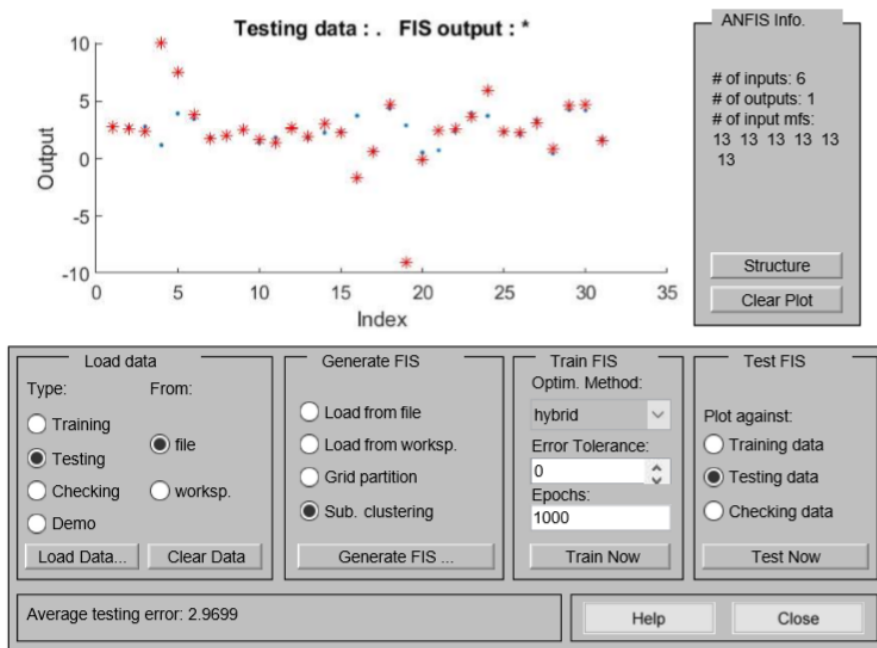 Testing data : .   FIS output : *
10
5
0
-5
-10
Output
0
5
10
15
20
25
30
35
Index
ANFIS Info.
# of inputs: 6
# of outputs: 1
# of input mfs:
13 13 13 13 13
13
Structure
Clear Plot
Load data
Type:
From:
Training
Testing
Checking
Demo
file
worksp.
Load Data...
Clear Data
Generate FIS
Load from file
Load from worksp.
Grid partition
Sub. clustering
Generate FIS ...
Train FIS
Optim. Method:
hybrid
Error Tolerance:
0
Epochs:
1000
Train Now
Test FIS
Plot against:
Training data
Testing data
Checking data
Test Now
Average testing error: 2.9699
Help
Close